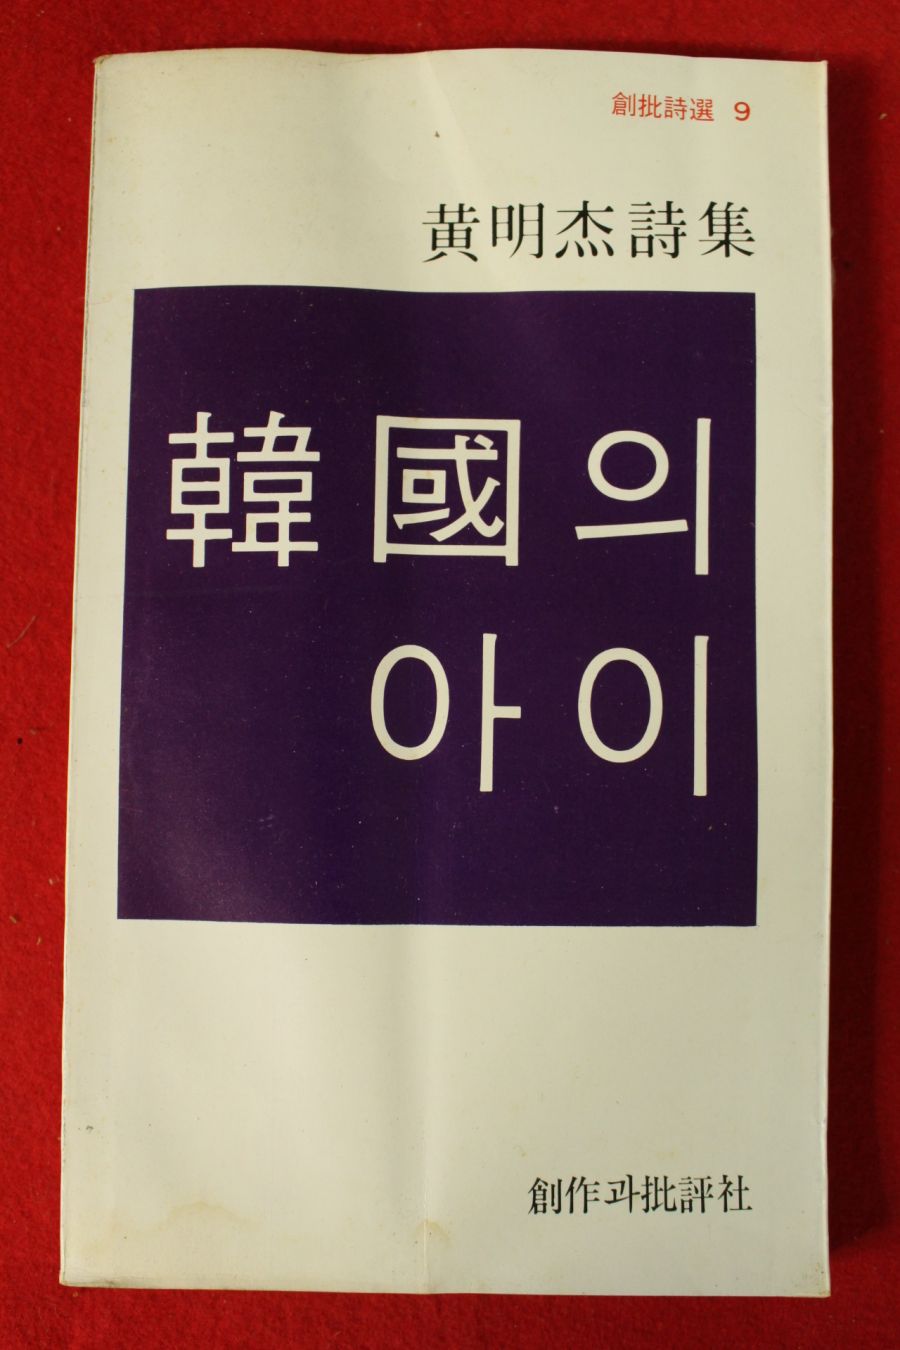 創批詩選 9
黄明杰詩集
韓國의
아이
創作과批評社